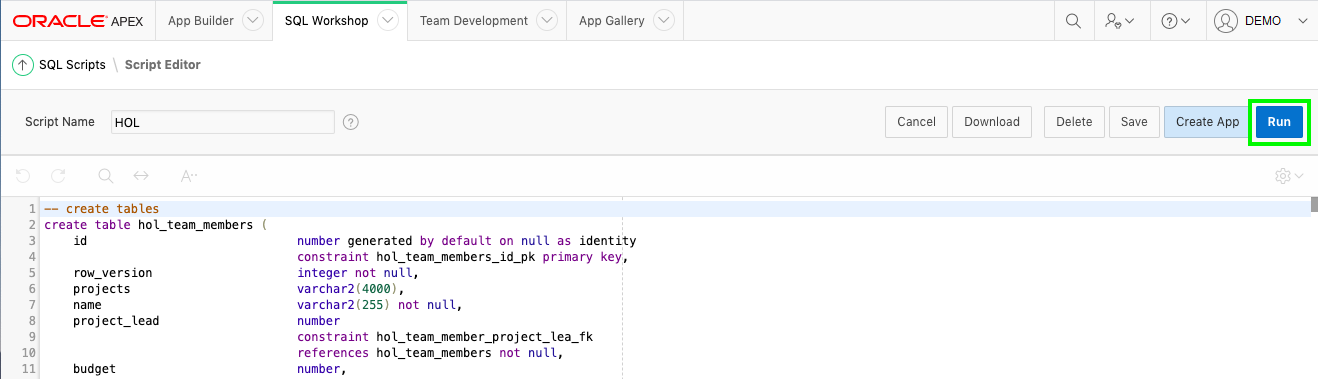 ORACLE APEX App Builder SQL Workshop Team Development App Gallery DEMO
SQL Scripts \ Script Editor
Script Name HOL ? Cancel Download Delete Save Create App Run
A··
1 -- create tables
2 create table hol_team_members (
3 id number generated by default on null as identity
4 constraint hol_team_members_id_pk primary key,
5 row_version integer not null,
6 projects varchar2(4000),
7 name varchar2(255) not null,
8 project_lead number
9 constraint hol_team_member_project_lea_fk
10 references hol_team_members not null,
11 budget number,